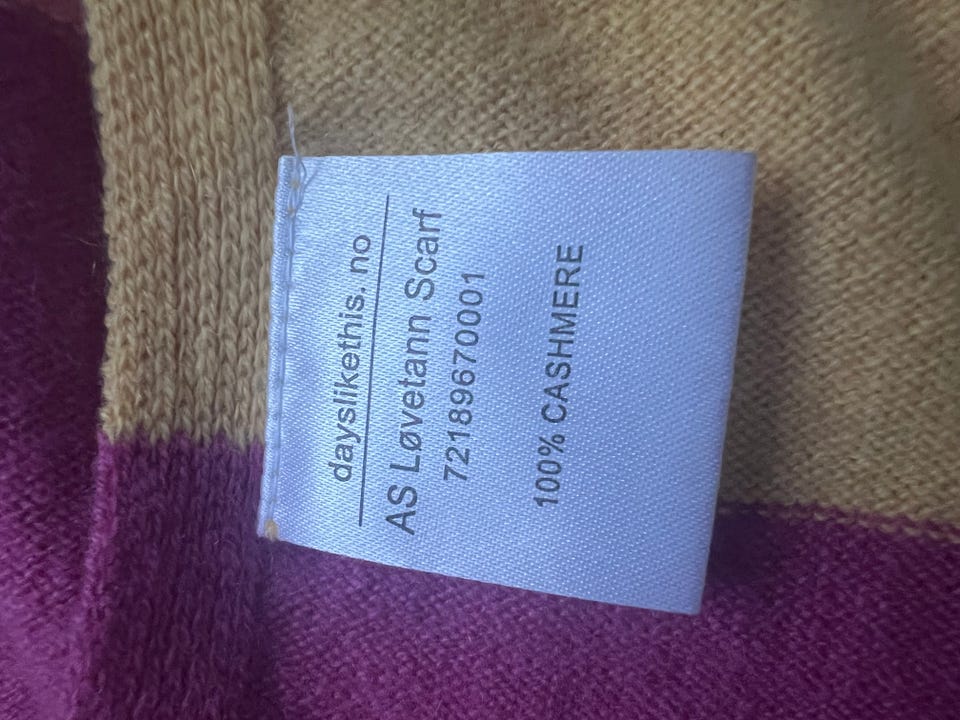 dayslikethis.no
AS Løvetann Scarf
72189670001
100% CASHMERE